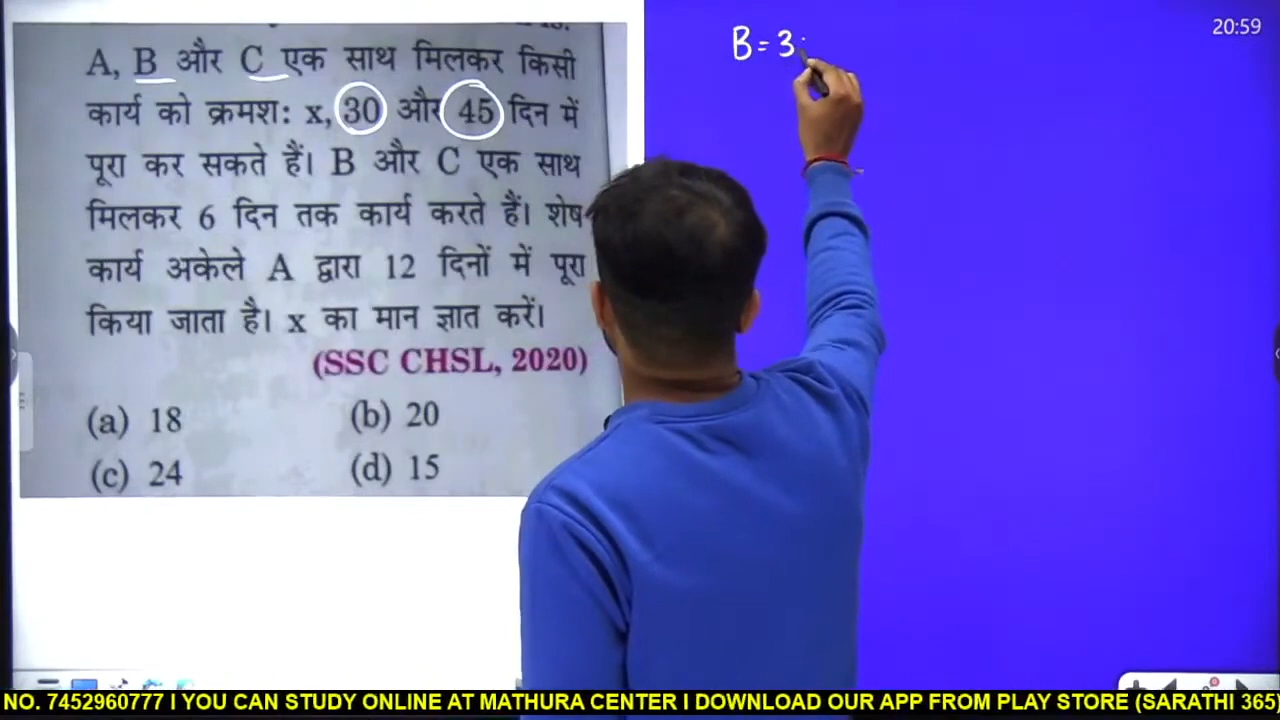 A, B और C एक साथ मिलकर किसी
कार्य को क्रमश: x, 30 और 45 दिन में
पूरा कर सकते हैं। B और C एक साथ
मिलकर 6 दिन तक कार्य करते हैं। शेष
कार्य अकेले A द्वारा 12 दिनों में पूरा
किया जाता है। x का मान ज्ञात करें।
(SSC CHSL, 2020)
(a) 18 (b) 20
(c) 24 (d) 15
B = 3
20:59
NO. 7452960777 I YOU CAN STUDY ONLINE AT MATHURA CENTER I DOWNLOAD OUR APP FROM PLAY STORE (SARATHI 365)